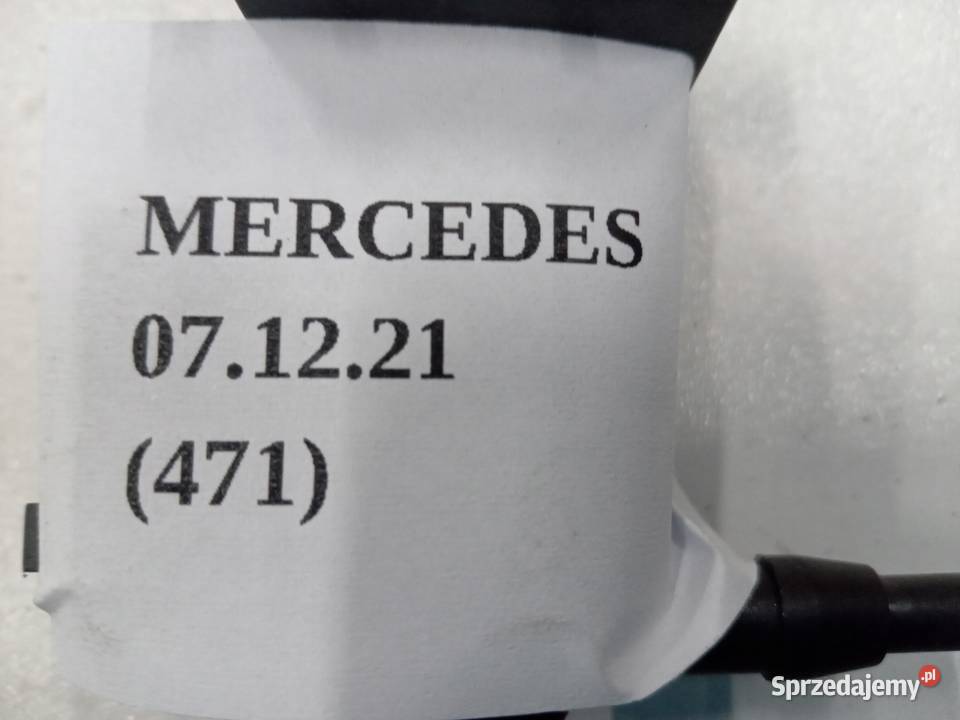 MERCEDES
07.12.21
(471)
Sprzedajemy.pl